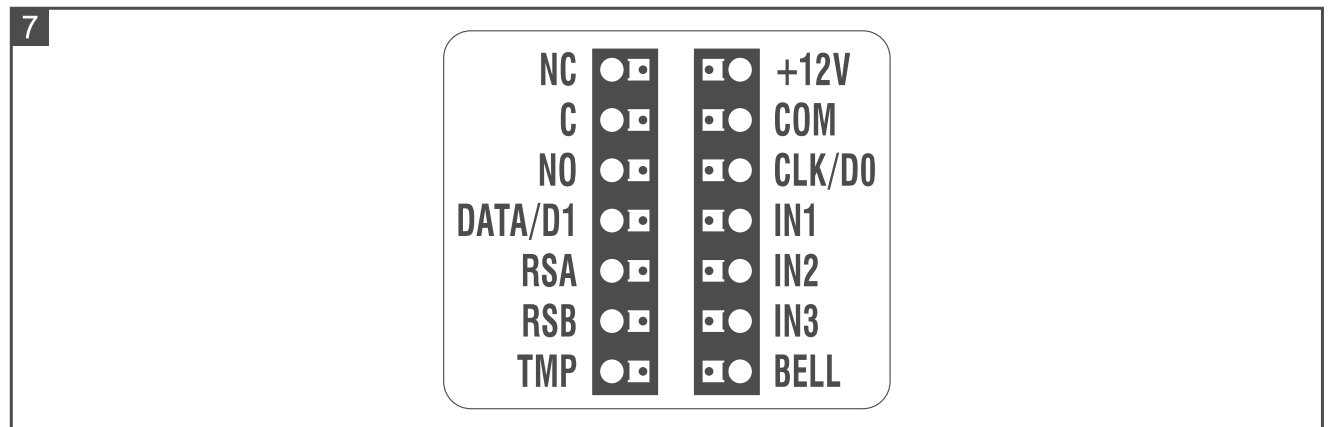 7
NC +12V
C COM
NO CLK/D0
DATA/D1 IN1
RSA IN2
RSB IN3
TMP BELL